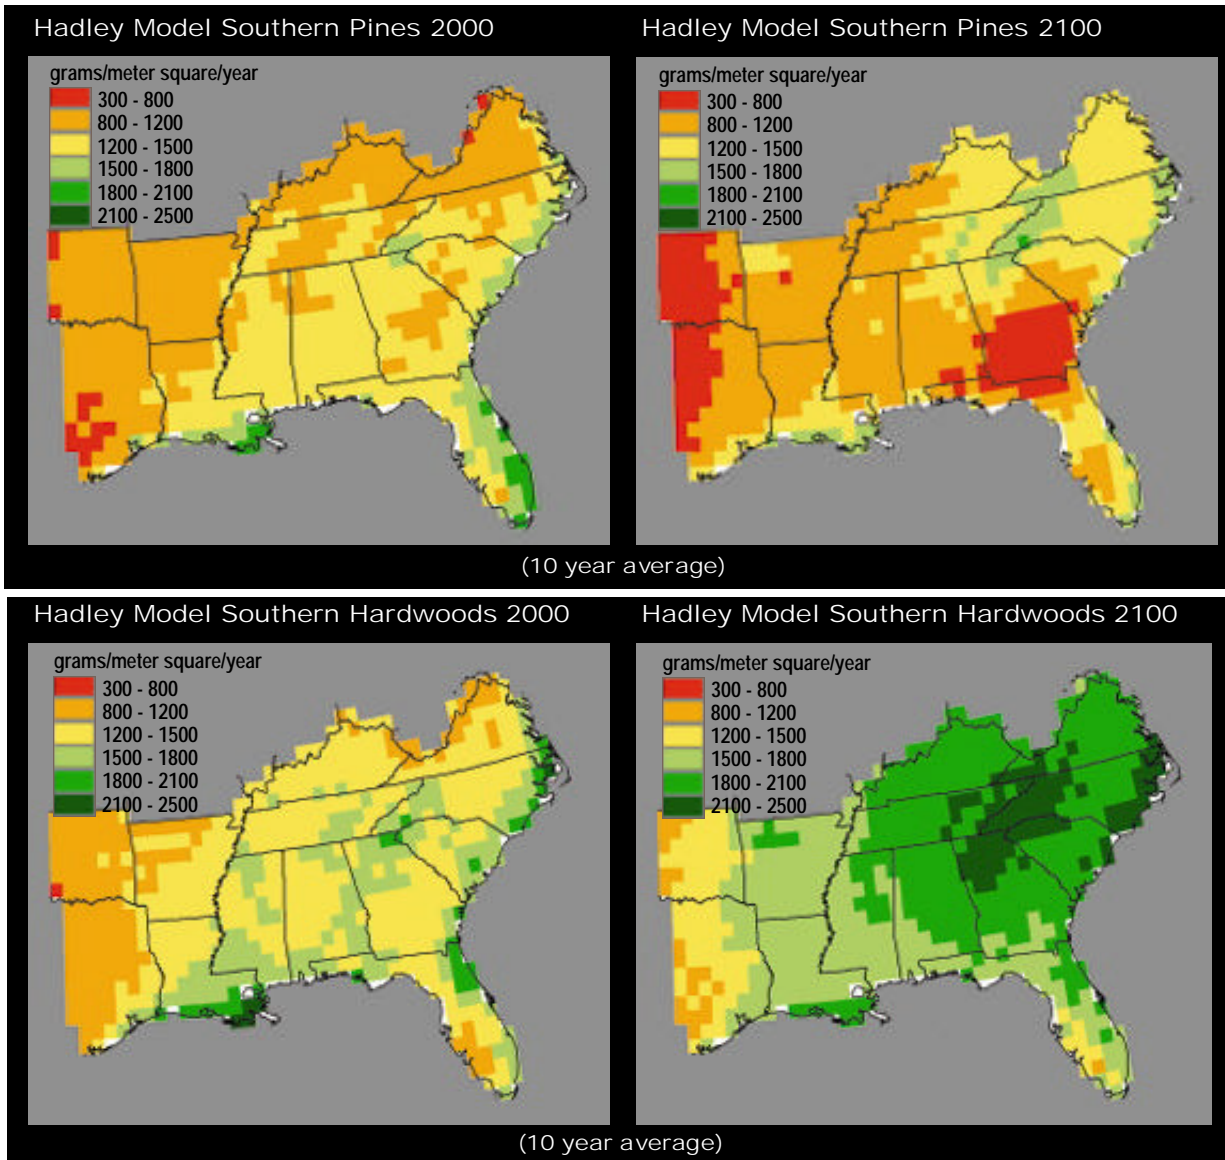 Hadley Model Southern Pines 2000
grams/meter square/year
300 - 800
800 - 1200
1200 - 1500
1500 - 1800
1800 - 2100
2100 - 2500
Hadley Model Southern Pines 2100
grams/meter square/year
300 - 800
800 - 1200
1200 - 1500
1500 - 1800
1800 - 2100
2100 - 2500
(10 year average)
Hadley Model Southern Hardwoods 2000
grams/meter square/year
300 - 800
800 - 1200
1200 - 1500
1500 - 1800
1800 - 2100
2100 - 2500
Hadley Model Southern Hardwoods 2100
grams/meter square/year
300 - 800
800 - 1200
1200 - 1500
1500 - 1800
1800 - 2100
2100 - 2500
(10 year average)